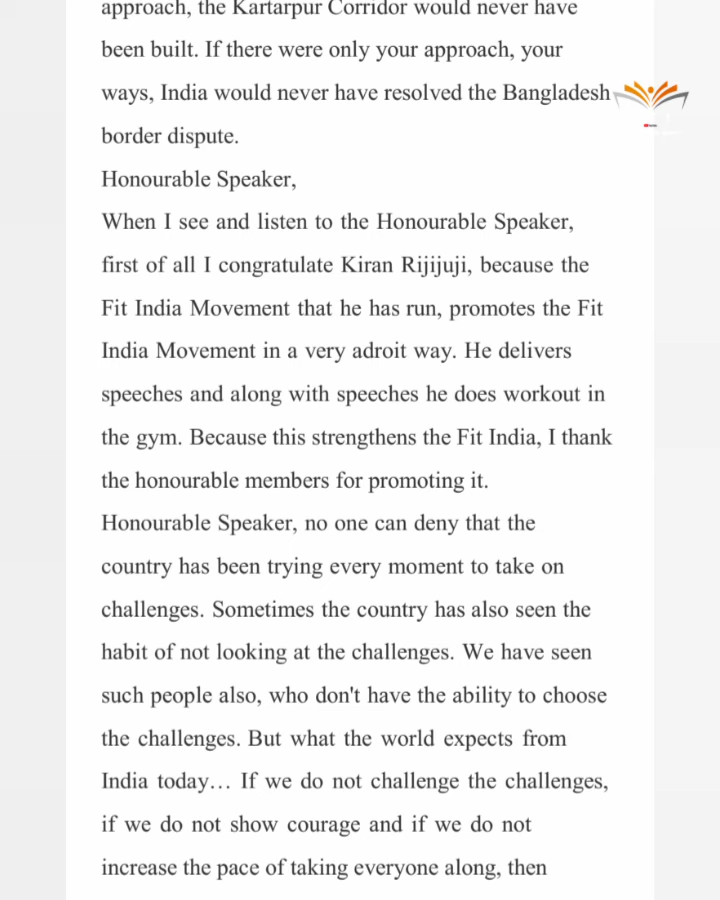 approach, the Kartarpur Corridor would never have
been built. If there were only your approach, your
ways, India would never have resolved the Bangladesh
border dispute.
Honourable Speaker,
When I see and listen to the Honourable Speaker,
first of all I congratulate Kiran Rijijuji, because the
Fit India Movement that he has run, promotes the Fit
India Movement in a very adroit way. He delivers
speeches and along with speeches he does workout in
the gym. Because this strengthens the Fit India, I thank
the honourable members for promoting it.
Honourable Speaker, no one can deny that the
country has been trying every moment to take on
challenges. Sometimes the country has also seen the
habit of not looking at the challenges. We have seen
such people also, who don't have the ability to choose
the challenges. But what the world expects from
India today… If we do not challenge the challenges,
if we do not show courage and if we do not
increase the pace of taking everyone along, then